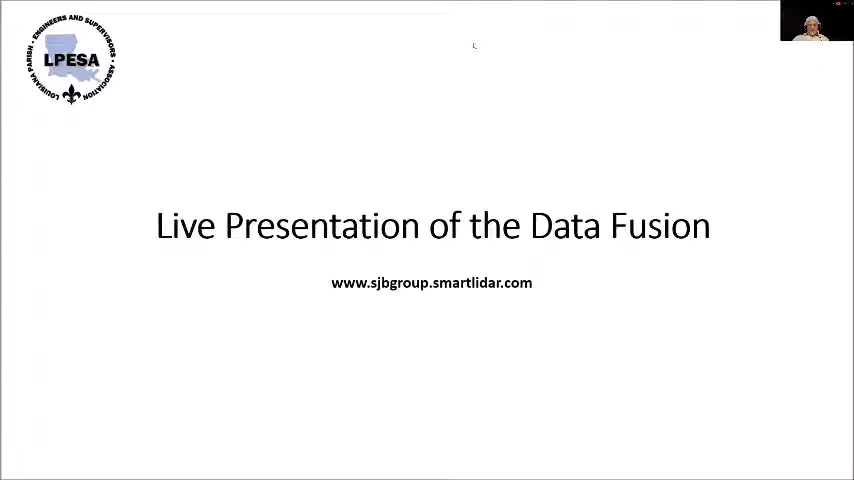 LOUISIANA PARISH • ENGINEERS AND SUPERVISORS • ASSOCIATION
LPESA
Live Presentation of the Data Fusion
www.sjbgroup.smartlidar.com